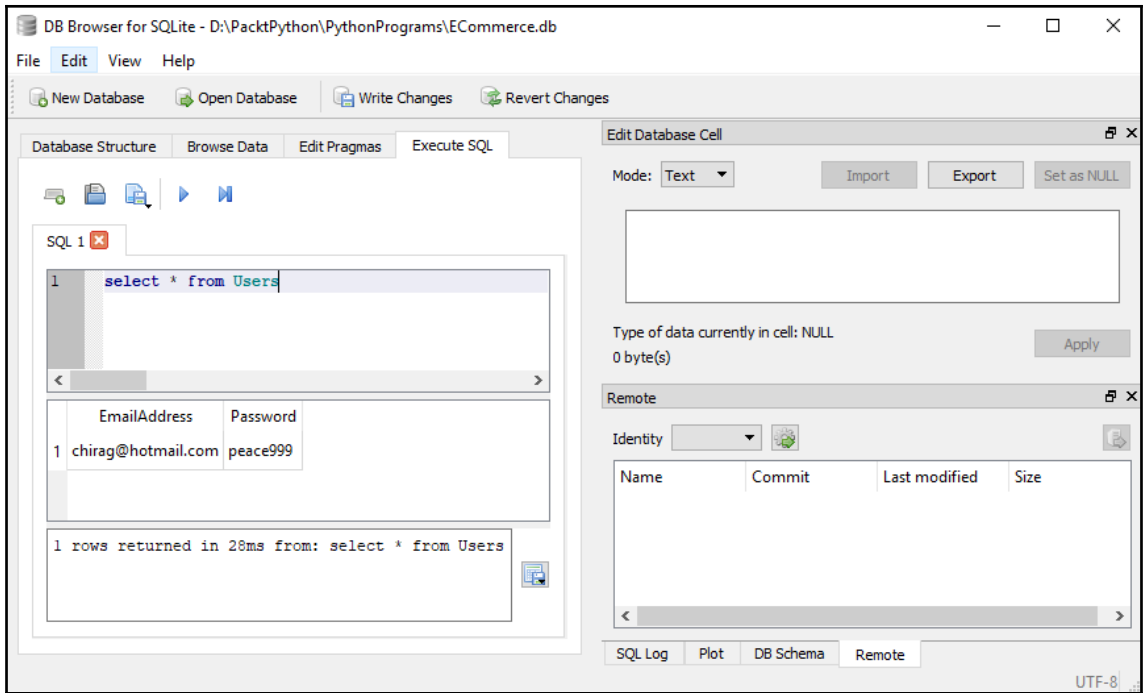 DB Browser for SQLite - D:\PacktPython\PythonPrograms\ECommerce.db
File Edit View Help
New Database Open Database Write Changes Revert Changes
Database Structure Browse Data Edit Pragmas Execute SQL
SQL 1
1 select * from Users
EmailAddress Password
1 chirag@hotmail.com peace999
1 rows returned in 28ms from: select * from Users
Edit Database Cell
Mode: Text Import Export Set as NULL
Type of data currently in cell: NULL
0 byte(s)
Apply
Remote
Identity
Name Commit Last modified Size
SQL Log Plot DB Schema Remote
UTF-8